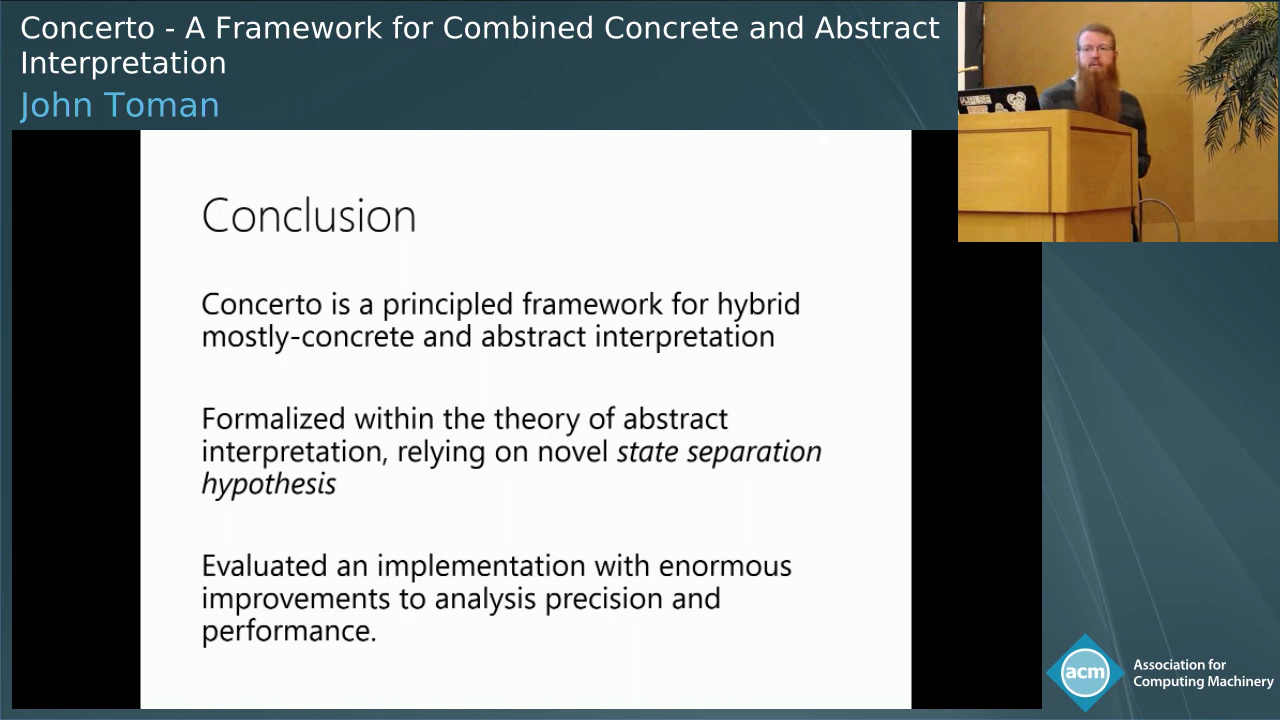 Concerto - A Framework for Combined Concrete and Abstract
Interpretation
John Toman
Conclusion
Concerto is a principled framework for hybrid
mostly-concrete and abstract interpretation
Formalized within the theory of abstract
interpretation, relying on novel state separation
hypothesis
Evaluated an implementation with enormous
improvements to analysis precision and
performance.
acm
Association for
Computing Machinery